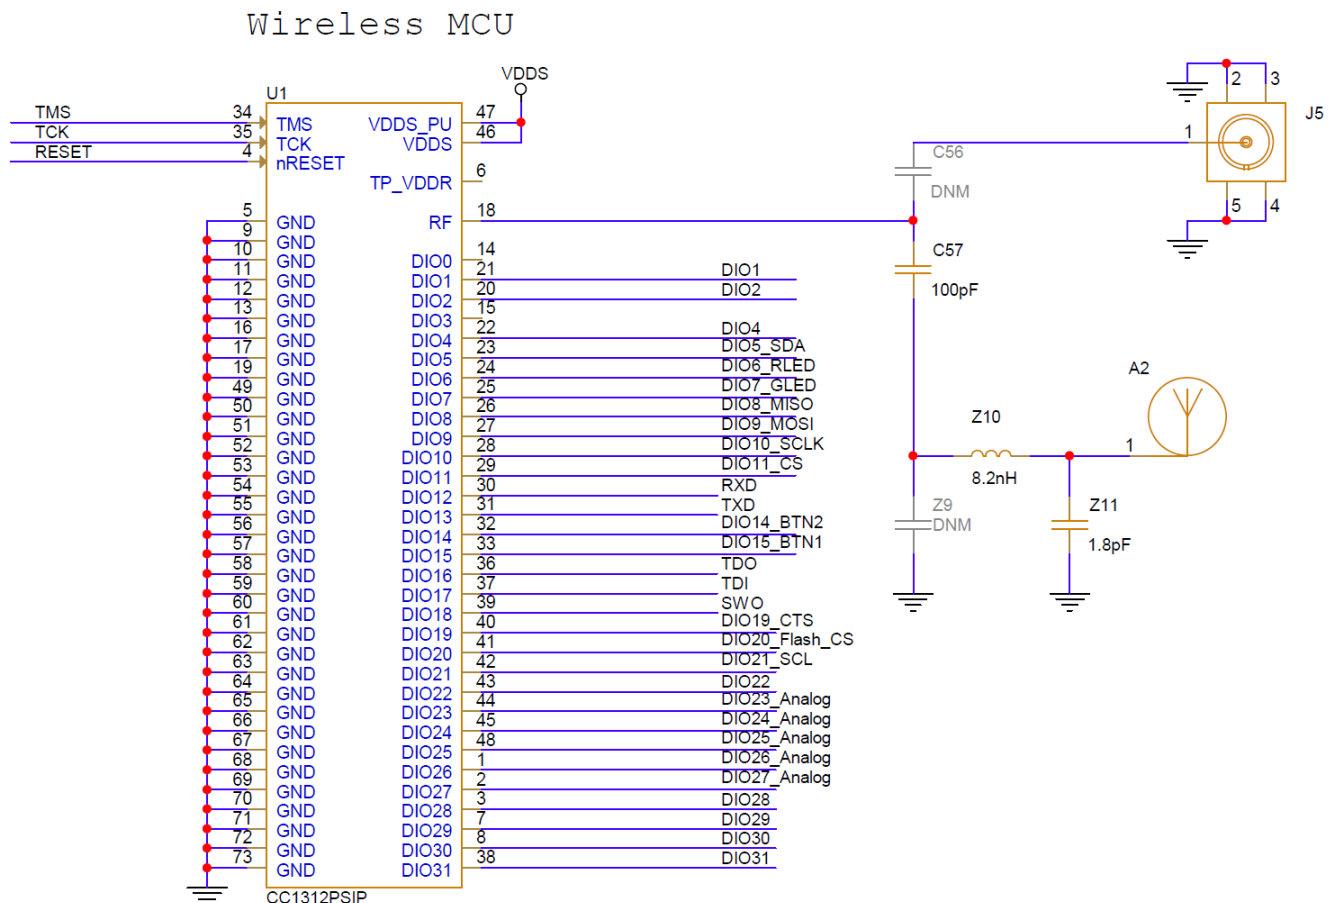 Wireless MCU
VDDS
U1
TMS 34 TMS VDDS_PU 47
TCK 35 TCK VDDS 46
RESET 4 nRESET
TP_VDDR 6
5 GND RF 18
9 GND
10 GND DIO0 14
11 GND DIO1 21 DIO1
12 GND DIO2 20 DIO2
13 GND DIO3 15
16 GND DIO4 22 DIO4
17 GND DIO5 23 DIO5_SDA
19 GND DIO6 24 DIO6_RLED
49 GND DIO7 25 DIO7_GLED
50 GND DIO8 26 DIO8_MISO
51 GND DIO9 27 DIO9_MOSI
52 GND DIO10 28 DIO10_SCLK
53 GND DIO11 29 DIO11_CS
54 GND DIO12 30 RXD
55 GND DIO13 31 TXD
56 GND DIO14 32 DIO14_BTN2
57 GND DIO15 33 DIO15_BTN1
58 GND DIO16 36 TDO
59 GND DIO17 37 TDI
60 GND DIO18 39 SWO
61 GND DIO19 40 DIO19_CTS
62 GND DIO20 41 DIO20_Flash_CS
63 GND DIO21 42 DIO21_SCL
64 GND DIO22 43 DIO22
65 GND DIO23 44 DIO23_Analog
66 GND DIO24 45 DIO24_Analog
67 GND DIO25 48 DIO25_Analog
68 GND DIO26 1 DIO26_Analog
69 GND DIO27 2 DIO27_Analog
70 GND DIO28 3 DIO28
71 GND DIO29 7 DIO29
72 GND DIO30 8 DIO30
73 GND DIO31 38 DIO31
CC1312PSIP
2 3
J5
1
5 4
C56
DNM
C57
100pF
A2
1
Z10
8.2nH
Z9
DNM
Z11
1.8pF